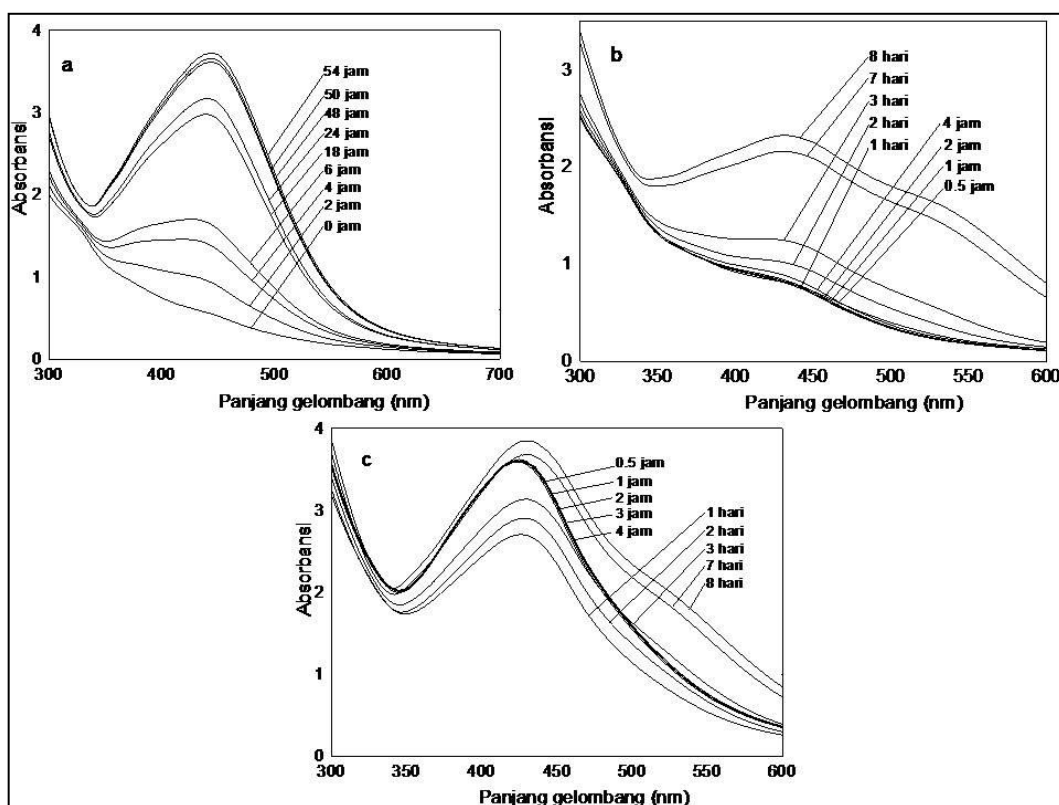 a
4
3
2
1
0
Absorbansi
300 400 500 600 700
Panjang gelombang (nm)
54 jam
50 jam
48 jam
24 jam
18 jam
6 jam
4 jam
2 jam
0 jam
b
3
2
1
0
Absorbansi
300 350 400 450 500 550 600
Panjang gelombang (nm)
8 hari
7 hari
3 hari
2 hari
1 hari
4 jam
2 jam
1 jam
0.5 jam
c
4
3
2
1
0
Absorbansi
300 350 400 450 500 550 600
Panjang gelombang (nm)
0.5 jam
1 jam
2 jam
3 jam
4 jam
1 hari
2 hari
3 hari
7 hari
8 hari